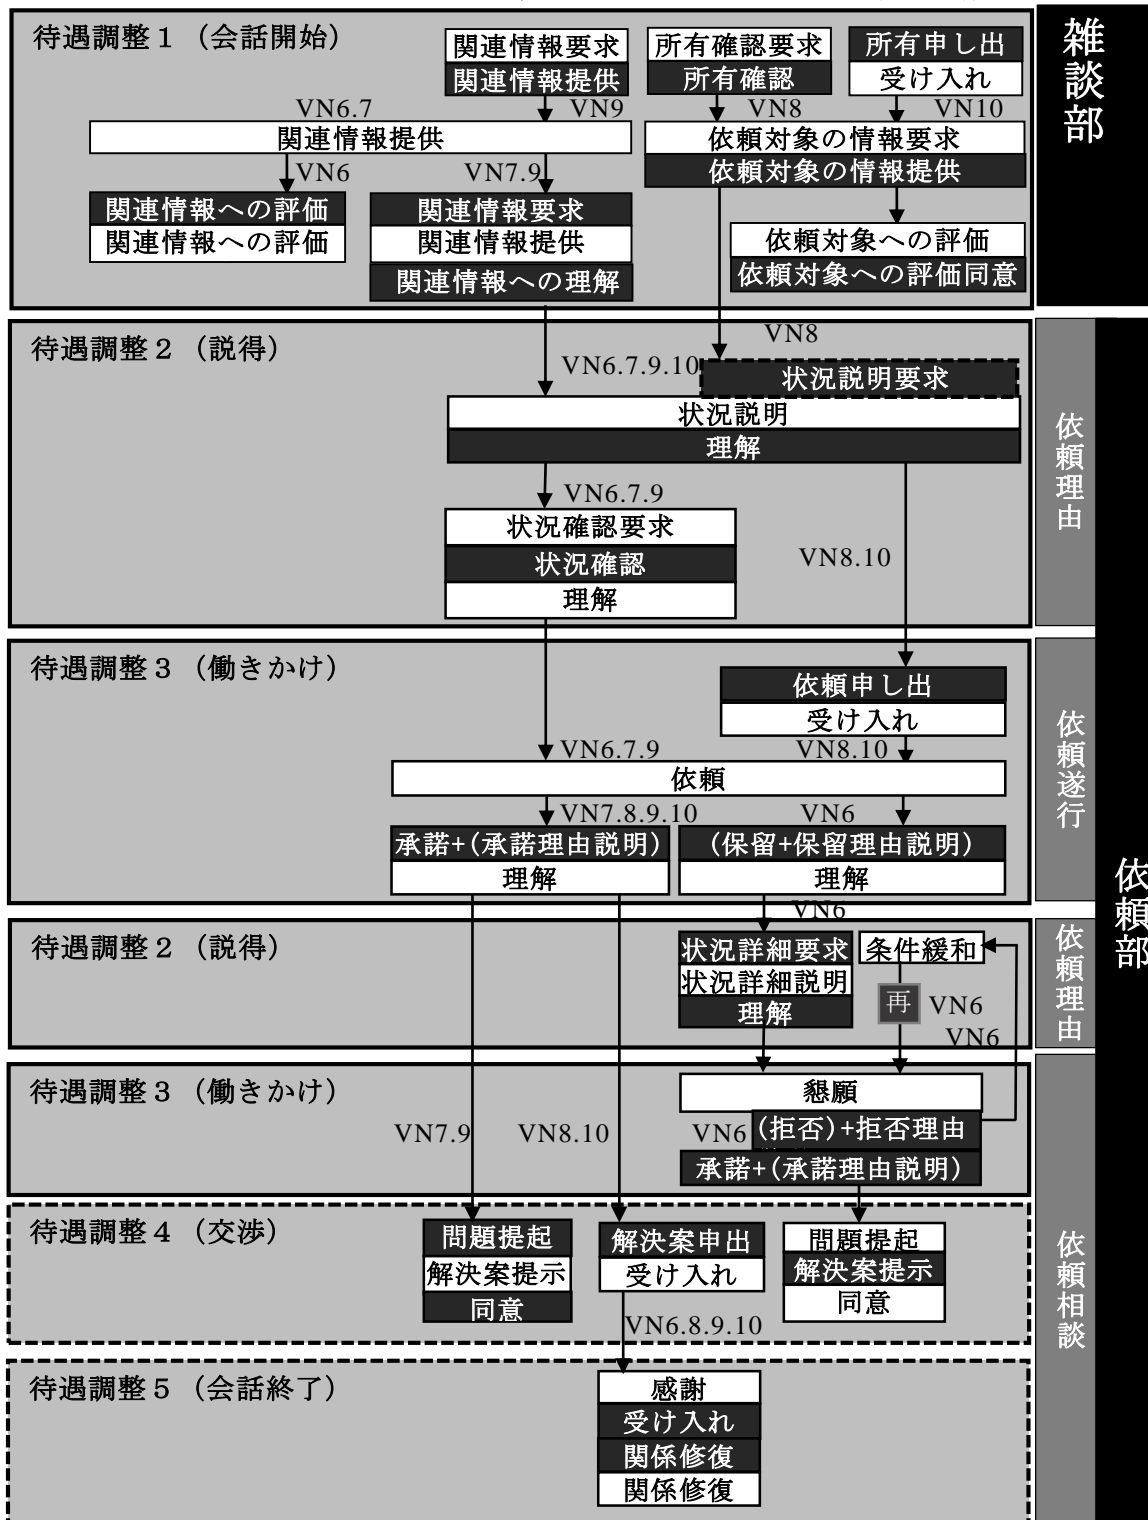 待遇調整１（会話開始）
関連情報要求
関連情報提供
所有確認要求
所有確認
所有申し出
受け入れ
雑談部
VN6.7
VN9
VN8
VN10
関連情報提供
依頼対象の情報要求
依頼対象の情報提供
VN6
VN7.9
関連情報への評価
関連情報への評価
関連情報要求
関連情報提供
関連情報への理解
依頼対象への評価
依頼対象への評価同意
待遇調整２（説得）
VN8
VN6.7.9.10
状況説明要求
状況説明
理解
依頼理由
VN6.7.9
状況確認要求
状況確認
理解
VN8.10
待遇調整３（働きかけ）
依頼申し出
受け入れ
依頼遂行
VN6.7.9
VN8.10
依頼
VN7.8.9.10
VN6
承諾+(承諾理由説明)
理解
(保留+保留理由説明)
理解
依頼部
VN6
待遇調整２（説得）
状況詳細要求
状況詳細説明
理解
条件緩和
再
VN6
VN6
依頼理由
待遇調整３（働きかけ）
懇願
VN7.9
VN8.10
VN6
(拒否)+拒否理由
承諾+(承諾理由説明)
待遇調整４（交渉）
問題提起
解決案提示
同意
解決案申出
受け入れ
問題提起
解決案提示
同意
依頼相談
VN6.8.9.10
待遇調整５（会話終了）
感謝
受け入れ
関係修復
関係修復